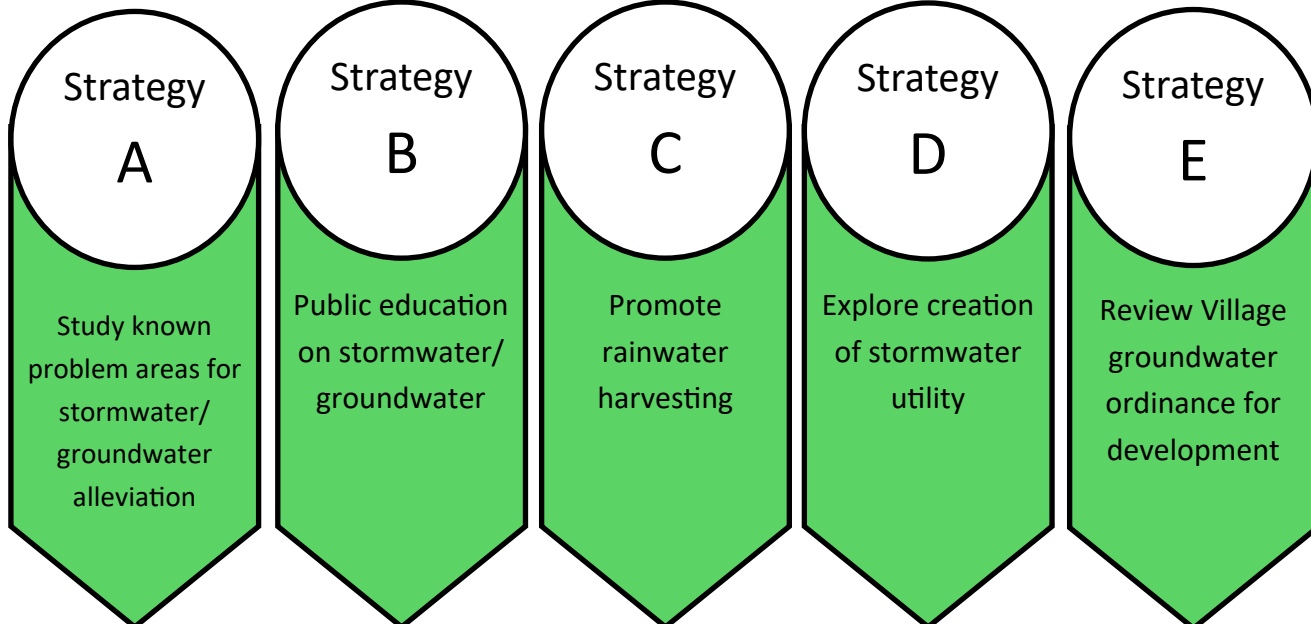 Strategy
A
Study known
problem areas for
stormwater/
groundwater
alleviation
Strategy
B
Public education
on stormwater/
groundwater
Strategy
C
Promote
rainwater
harvesting
Strategy
D
Explore creation
of stormwater
utility
Strategy
E
Review Village
groundwater
ordinance for
development